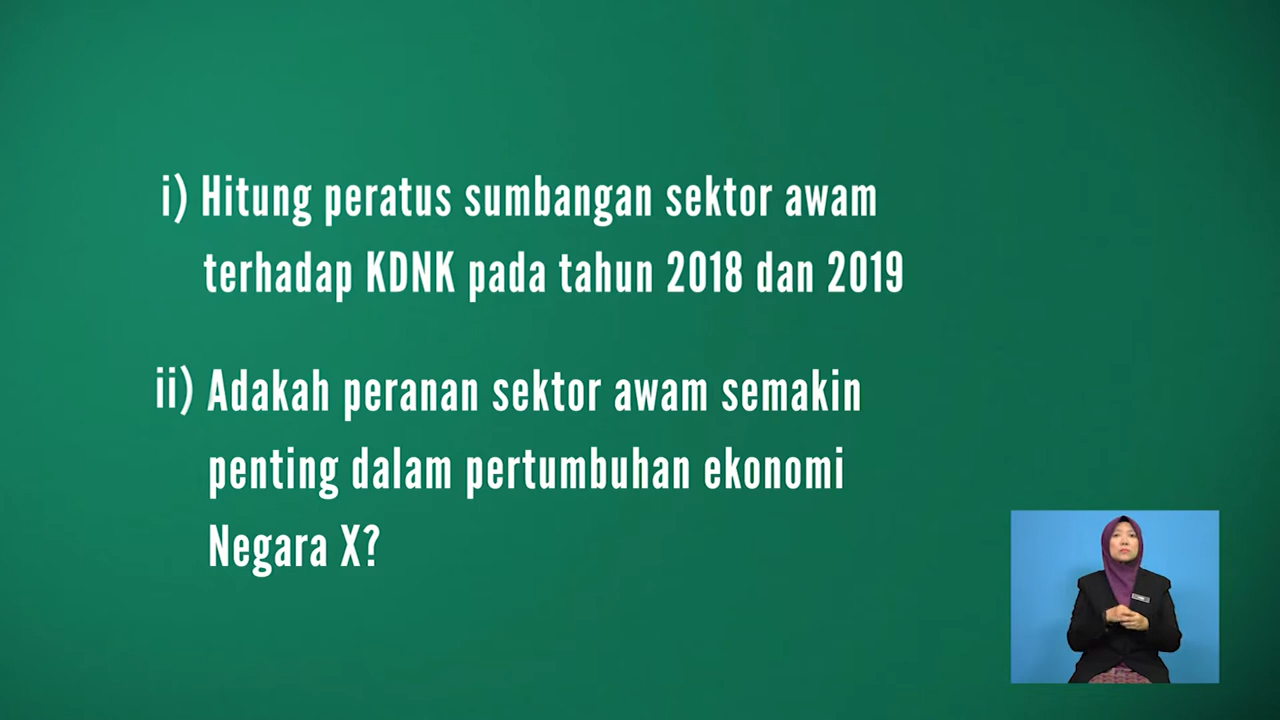 i) Hitung peratus sumbangan sektor awam
terhadap KDNK pada tahun 2018 dan 2019
ii) Adakah peranan sektor awam semakin
penting dalam pertumbuhan ekonomi
Negara X?